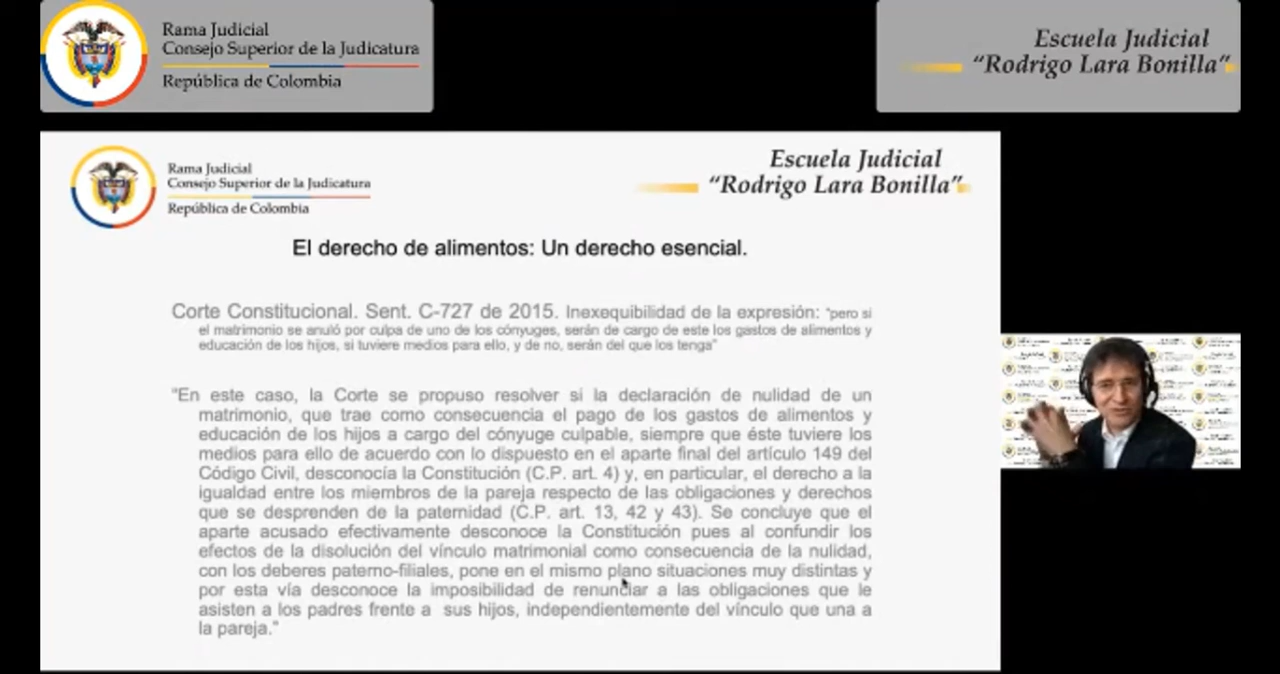 Rama Judicial
Consejo Superior de la Judicatura
República de Colombia
Escuela Judicial
“Rodrigo Lara Bonilla”
Rama Judicial
Consejo Superior de la Judicatura
República de Colombia
Escuela Judicial
“Rodrigo Lara Bonilla”
El derecho de alimentos: Un derecho esencial.
Corte Constitucional. Sent. C-727 de 2015. Inexequibilidad de la expresión: “pero si
el matrimonio se anuló por culpa de uno de los cónyuges, serán de cargo de este los gastos de alimentos y
educación de los hijos, si tuviere medios para ello, y de no, serán del que los tenga”
“En este caso, la Corte se propuso resolver si la declaración de nulidad de un
matrimonio, que trae como consecuencia el pago de los gastos de alimentos y
educación de los hijos a cargo del cónyuge culpable, siempre que éste tuviere los
medios para ello de acuerdo con lo dispuesto en el aparte final del artículo 149 del
Código Civil, desconocía la Constitución (C.P. art. 4) y, en particular, el derecho a la
igualdad entre los miembros de la pareja respecto de las obligaciones y derechos
que se desprenden de la paternidad (C.P. art. 13, 42 y 43). Se concluye que el
aparte acusado efectivamente desconoce la Constitución pues al confundir los
efectos de la disolución del vínculo matrimonial como consecuencia de la nulidad,
con los deberes paterno-filiales, pone en el mismo plano situaciones muy distintas y
por esta vía desconoce la imposibilidad de renunciar a las obligaciones que le
asisten a los padres frente a sus hijos, independientemente del vínculo que una a
la pareja.”